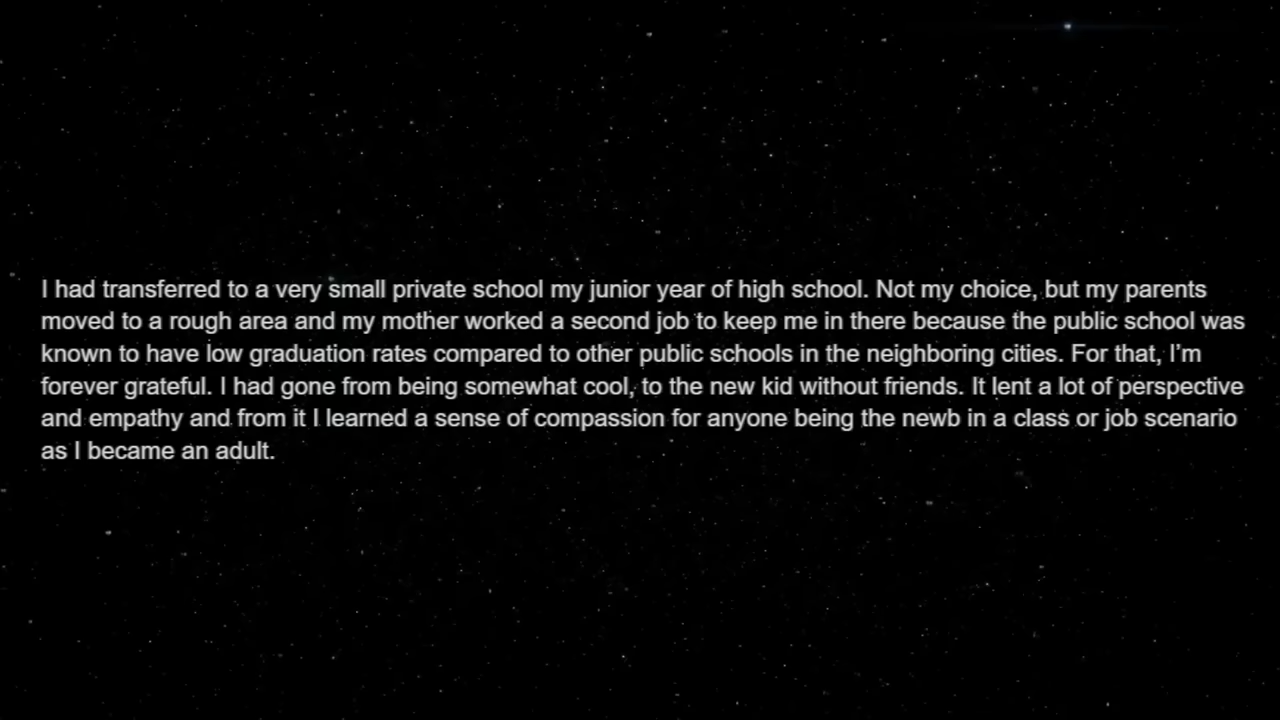 I had transferred to a very small private school my junior year of high school. Not my choice, but my parents
moved to a rough area and my mother worked a second job to keep me in there because the public school was
known to have low graduation rates compared to other public schools in the neighboring cities. For that, I’m
forever grateful. I had gone from being somewhat cool, to the new kid without friends. It lent a lot of perspective
and empathy and from it I learned a sense of compassion for anyone being the newb in a class or job scenario
as I became an adult.